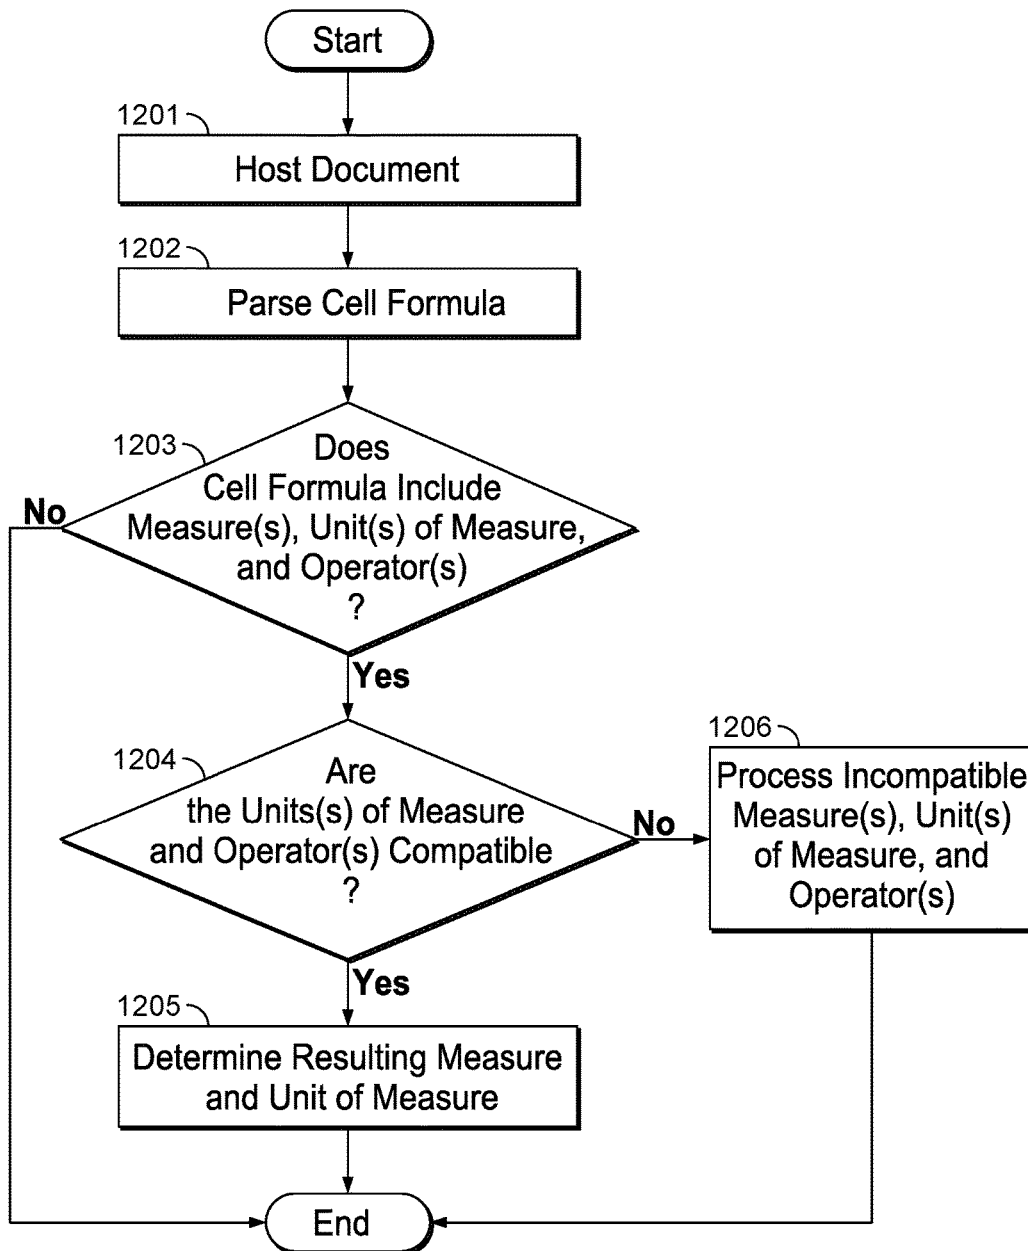 Start
1201
Host Document
1202
Parse Cell Formula
1203
Does
Cell Formula Include
Measure(s), Unit(s) of Measure,
and Operator(s)
?
No
Yes
1204
Are
the Units(s) of Measure
and Operator(s) Compatible
?
No
1206
Process Incompatible
Measure(s), Unit(s)
of Measure, and
Operator(s)
Yes
1205
Determine Resulting Measure
and Unit of Measure
End